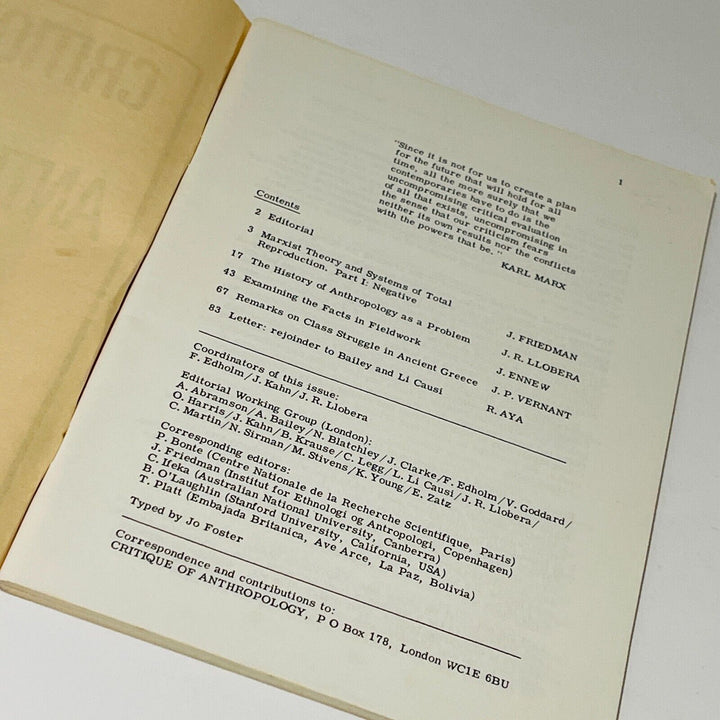 1
"Since it is not for us to create a plan
for the future that will hold for all
time, all the more surely that we
contemporaries have to do is the
uncompromising critical evaluation
of all that exists, uncompromising in
the sense that our criticism fears
neither its own results nor the conflicts
with the powers that be."
KARL MARX
Contents
2 Editorial
3 Marxist Theory and Systems of Total
Reproduction, Part I: Negative J. FRIEDMAN
17 The History of Anthropology as a Problem J. R. LLOBERA
43 Examining the Facts in Fieldwork J. ENNEW
67 Remarks on Class Struggle in Ancient Greece J. P. VERNANT
83 Letter: rejoinder to Bailey and Li Causi R. AYA
Coordinators of this issue:
F. Edholm/J. Kahn/J. R. Llobera
Editorial Working Group (London):
A. Abramson/A. Bailey/N. Blatchley/J. Clarke/F. Edholm/V. Goddard/
O. Harris/J. Kahn/B. Krause/C. Legg/L. Li Causi/J. R. Llobera/
C. Martin/N. Sirman/M. Stivens/K. Young/E. Zatz
Corresponding editors:
P. Bonte (Centre Nationale de la Recherche Scientifique, Paris)
J. Friedman (Institut for Ethnologi og Antropologi, Copenhagen)
C. Ifeka (Australian National University, Canberra)
B. O'Laughlin (Stanford University, California, USA)
T. Platt (Embajada Britanica, Ave Arce, La Paz, Bolivia)
Typed by Jo Foster
Correspondence and contributions to:
CRITIQUE OF ANTHROPOLOGY, P O Box 178, London WC1E 6BU